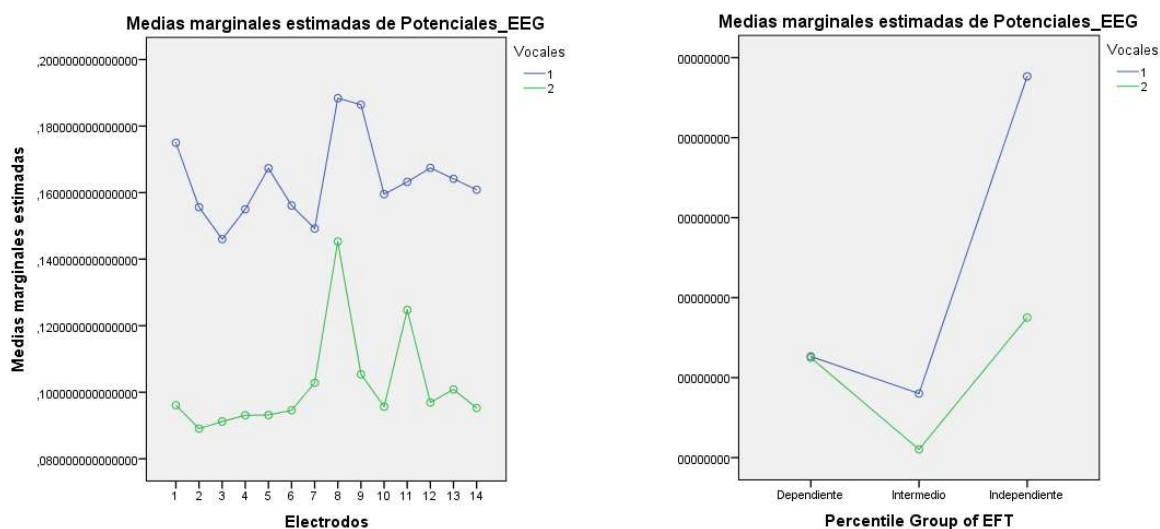 Medias marginales estimadas de Potenciales_EEG
Vocales
1
2
Medias marginales estimadas
,200000000000000
,180000000000000
,160000000000000
,140000000000000
,120000000000000
,100000000000000
,080000000000000
1 2 3 4 5 6 7 8 9 10 11 12 13 14
Electrodos
Medias marginales estimadas de Potenciales_EEG
Vocales
1
2
00000000
00000000
00000000
00000000
00000000
00000000
Dependiente Intermedio Independiente
Percentile Group of EFT